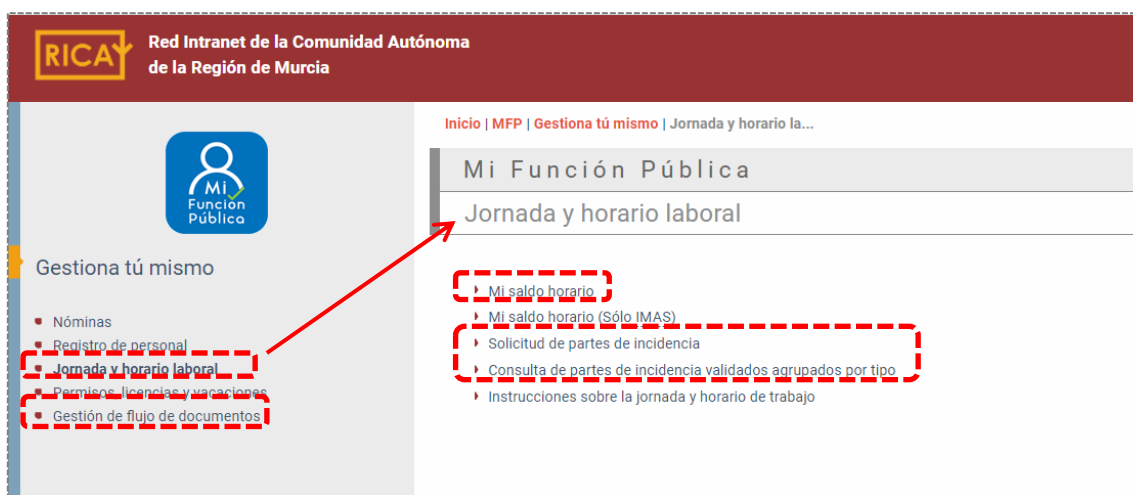 RICA
Red Intranet de la Comunidad Autónoma
de la Región de Murcia
Inicio | MFP | Gestiona tú mismo | Jornada y horario la...
Mi
Función
Pública
Mi Función Pública
Jornada y horario laboral
Gestiona tú mismo
Nóminas
Registro de personal
Jornada y horario laboral
Permisos, licencias y vacaciones
Gestión de flujo de documentos
Mi saldo horario
Mi saldo horario (Sólo IMAS)
Solicitud de partes de incidencia
Consulta de partes de incidencia validados agrupados por tipo
Instrucciones sobre la jornada y horario de trabajo